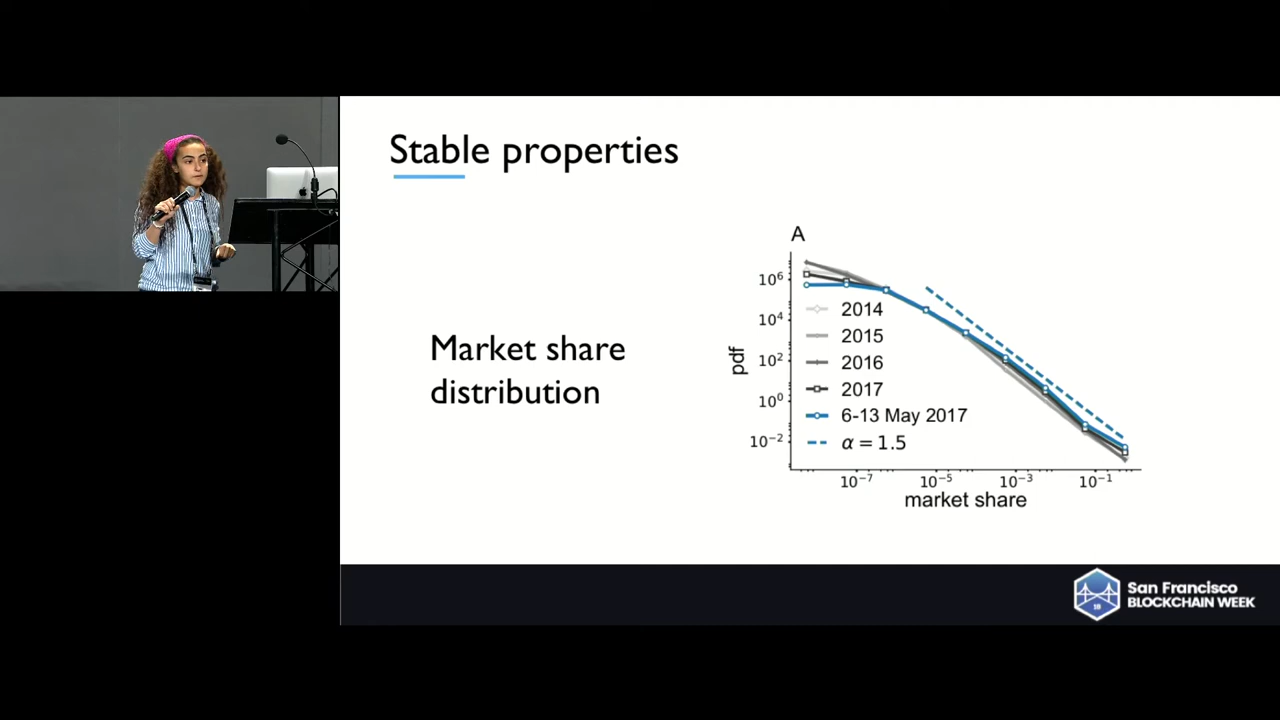 Stable properties
Market share
distribution
A
pdf
10⁶
10⁴
10²
10⁰
10⁻²
2014
2015
2016
2017
6-13 May 2017
α = 1.5
10⁻⁷
10⁻⁵
10⁻³
10⁻¹
market share
18
San Francisco
BLOCKCHAIN WEEK